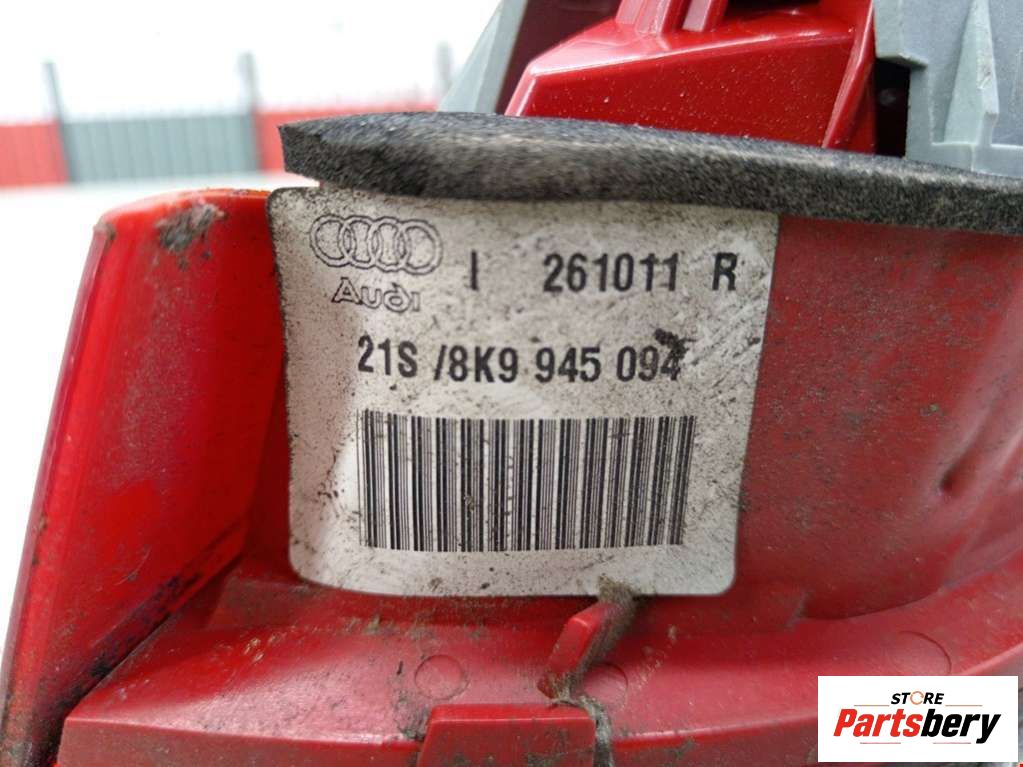 I 261011 R
Audi
21S /8K9 945 094
STORE
Partsbery